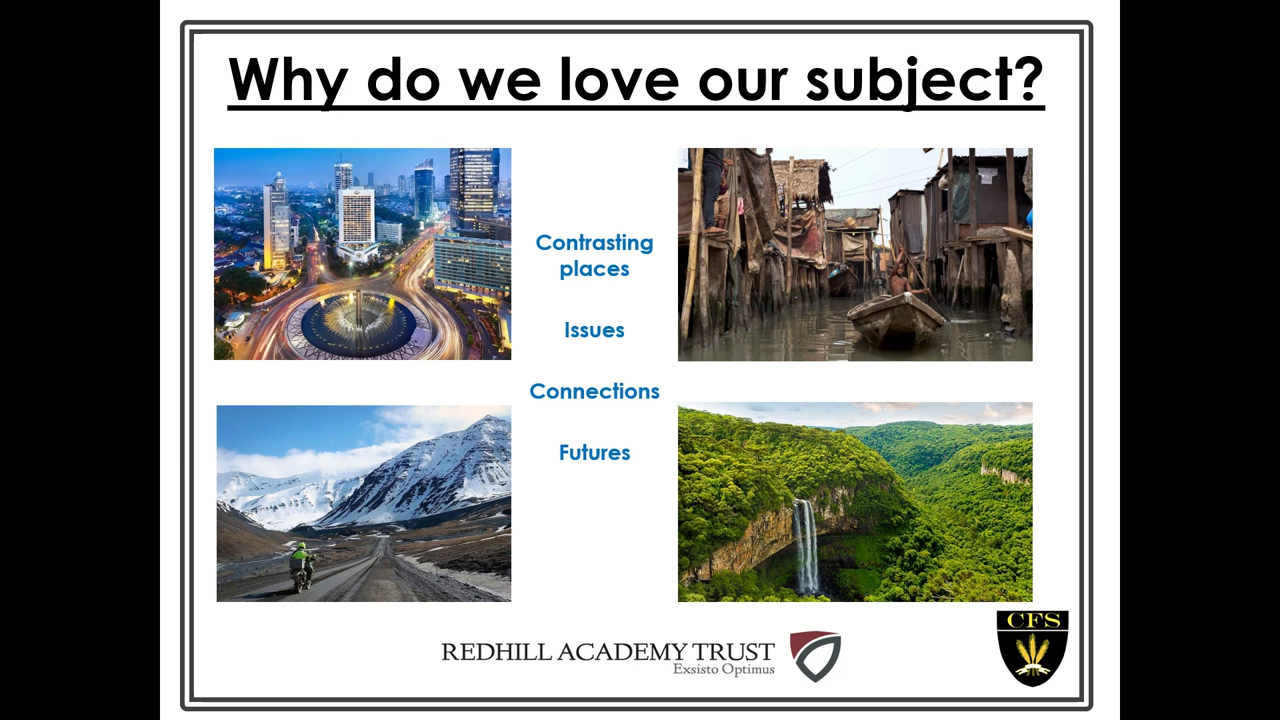 Why do we love our subject?
Contrasting
places
Issues
Connections
Futures
REDHILL ACADEMY TRUST
Exsisto Optimus
CFS